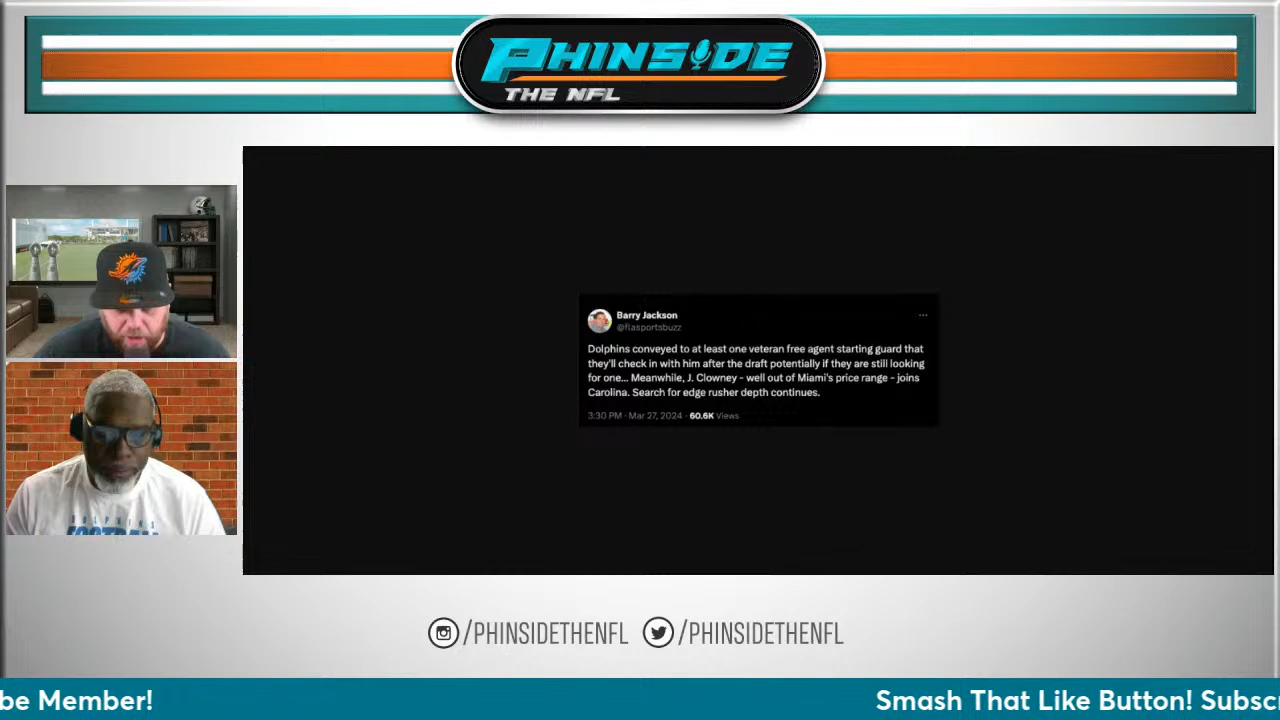 PHINSIDE
THE NFL
Barry Jackson
@flasportsbuzz
Dolphins conveyed to at least one veteran free agent starting guard that
they'll check in with him after the draft potentially if they are still looking
for one... Meanwhile, J. Clowney - well out of Miami's price range - joins
Carolina. Search for edge rusher depth continues.
3:30 PM · Mar 27, 2024 · 60.6K Views
DOLPHINS
FOOTBALL
/PHINSIDETHENFL /PHINSIDETHENFL
be Member! Smash That Like Button! Subscr